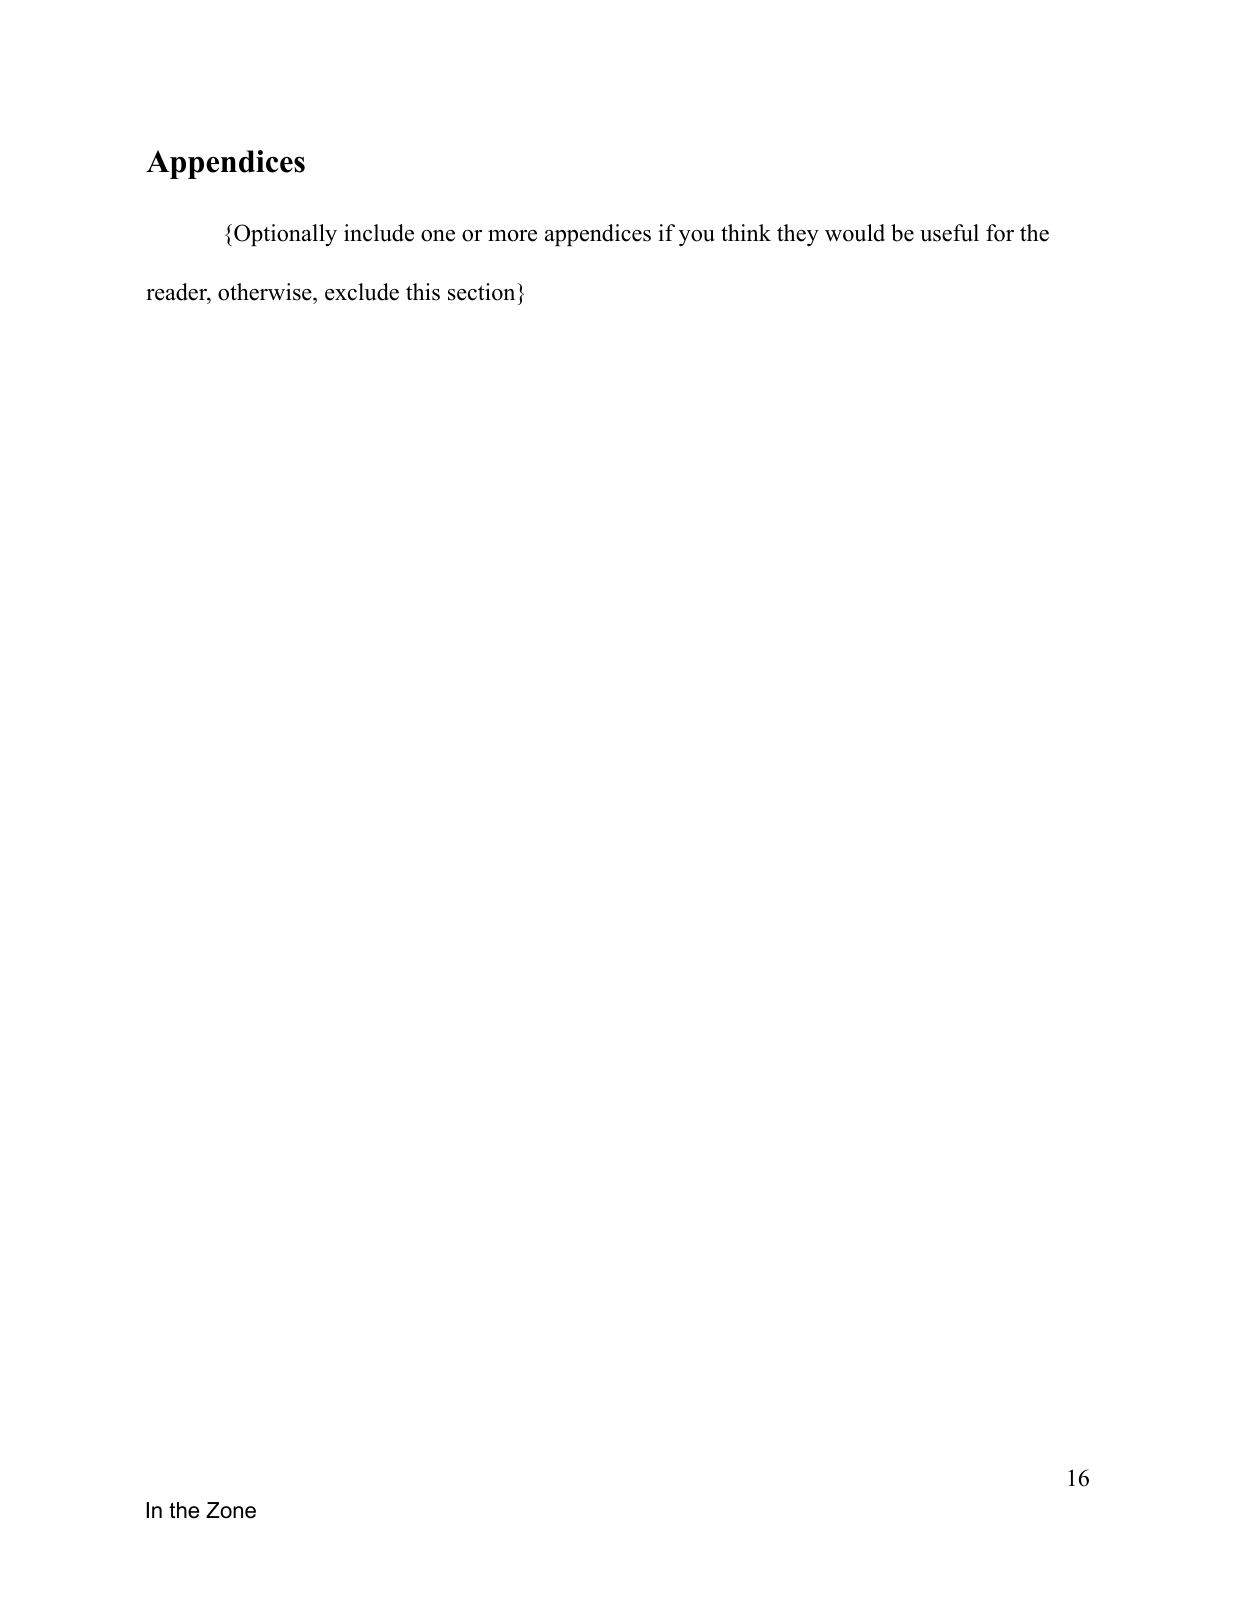 Appendices
{Optionally include one or more appendices if you think they would be useful for the
reader, otherwise, exclude this section}
16
In the Zone